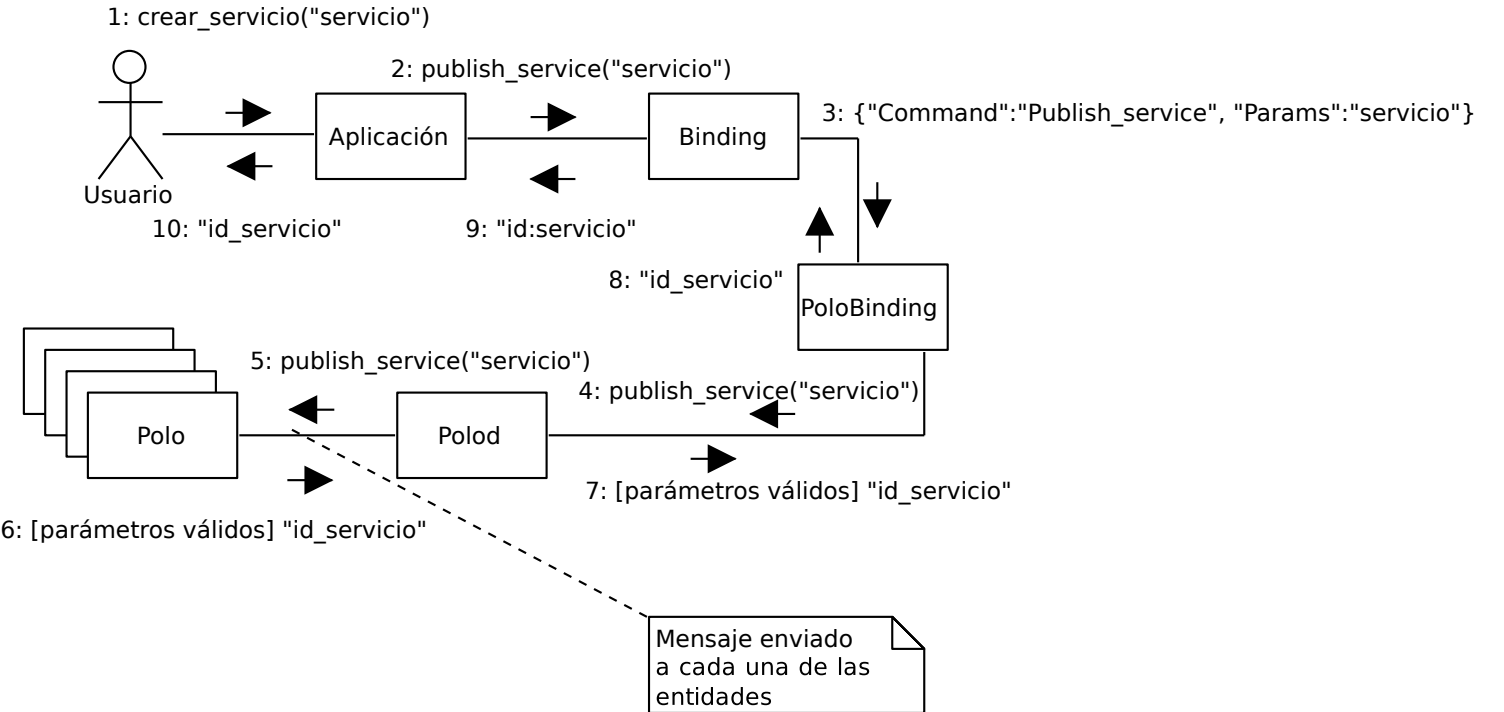 1: crear_servicio("servicio")
2: publish_service("servicio")
3: {"Command":"Publish_service", "Params":"servicio"}
Aplicación
Binding
Usuario
10: "id_servicio"
9: "id:servicio"
8: "id_servicio"
PoloBinding
5: publish_service("servicio")
4: publish_service("servicio")
Polo
Polod
7: [parámetros válidos] "id_servicio"
6: [parámetros válidos] "id_servicio"
Mensaje enviado
a cada una de las
entidades